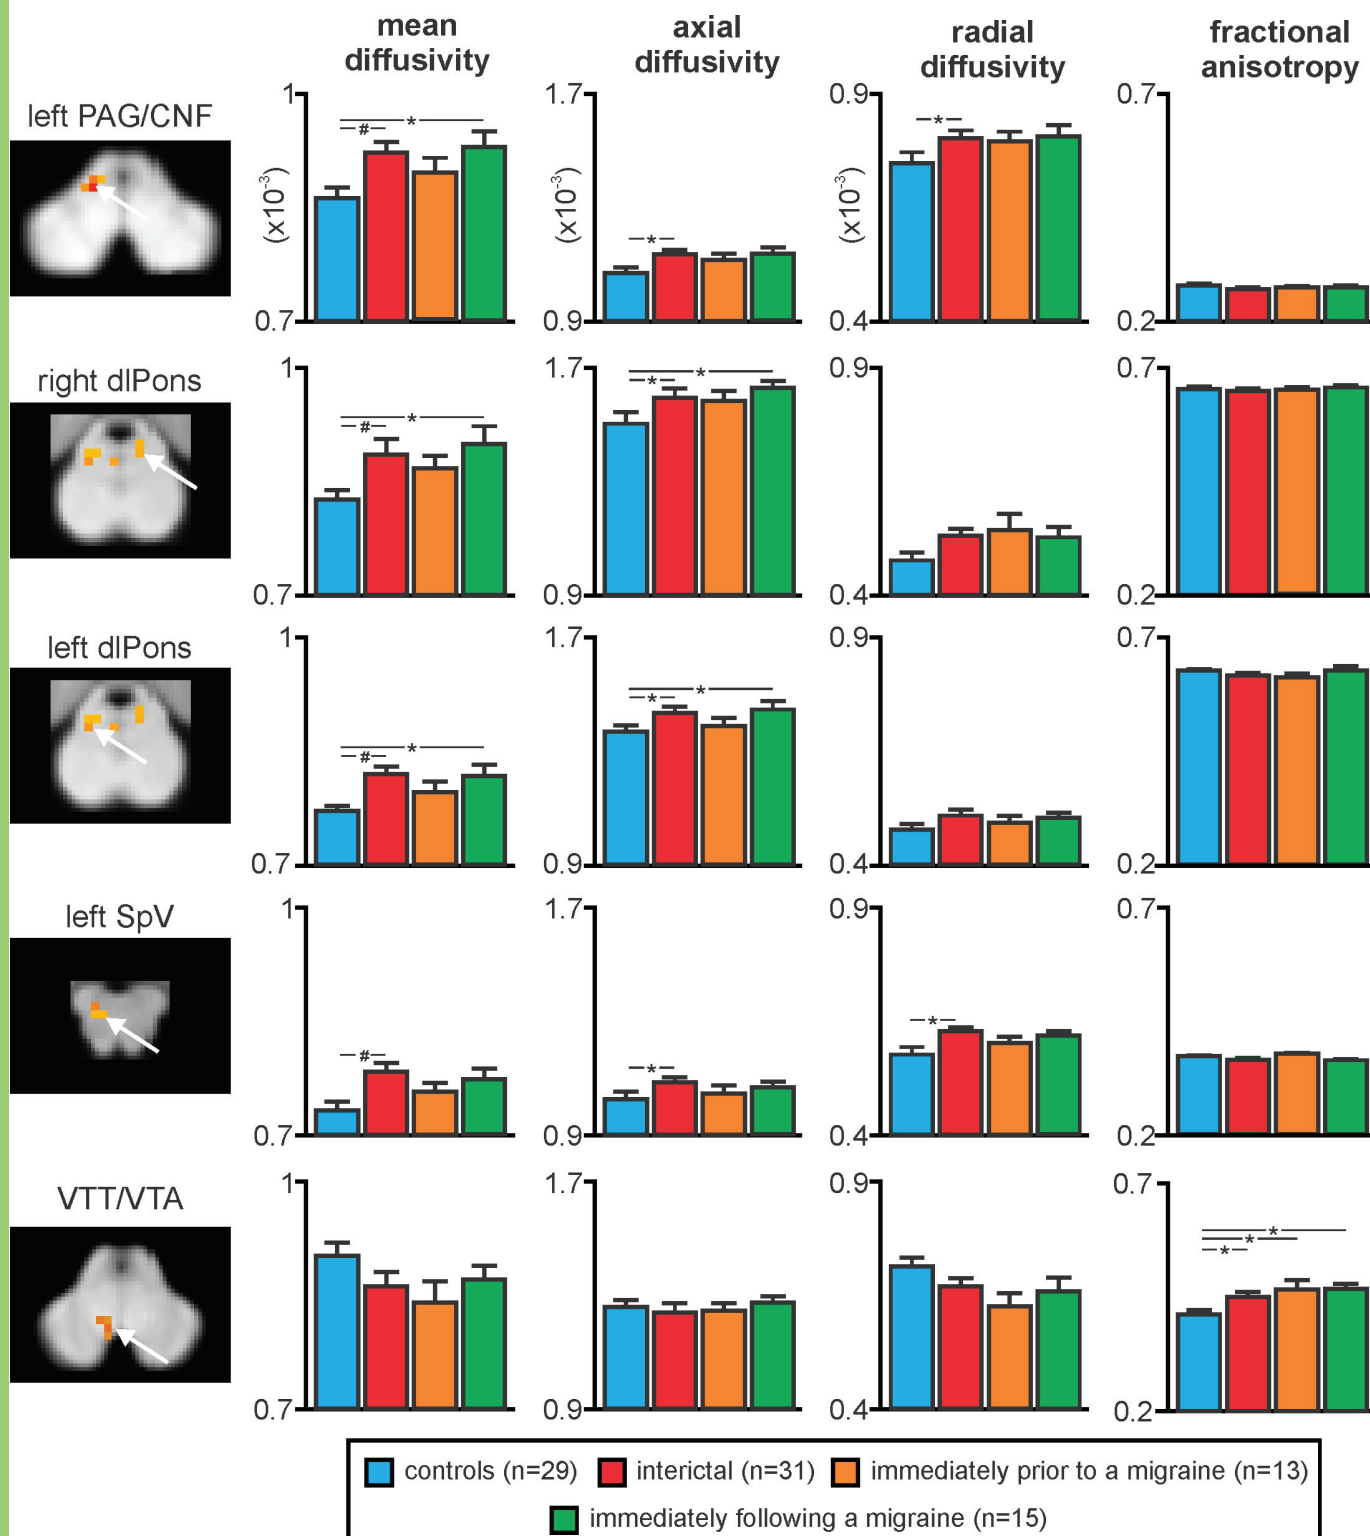 mean
diffusivity
axial
diffusivity
radial
diffusivity
fractional
anisotropy
left PAG/CNF
1
(x10-3)
0.7
# *
1.7
(x10-3)
0.9
*
0.9
(x10-3)
0.4
*
0.7
0.2
right dlPons
1
0.7
# *
1.7
0.9
* *
0.9
0.4
0.7
0.2
left dlPons
1
0.7
# *
1.7
0.9
* *
0.9
0.4
0.7
0.2
left SpV
1
0.7
#
1.7
0.9
*
0.9
0.4
*
0.7
0.2
VTT/VTA
1
0.7
1.7
0.9
0.9
0.4
0.7
0.2
* * *
controls (n=29) interictal (n=31) immediately prior to a migraine (n=13)
immediately following a migraine (n=15)